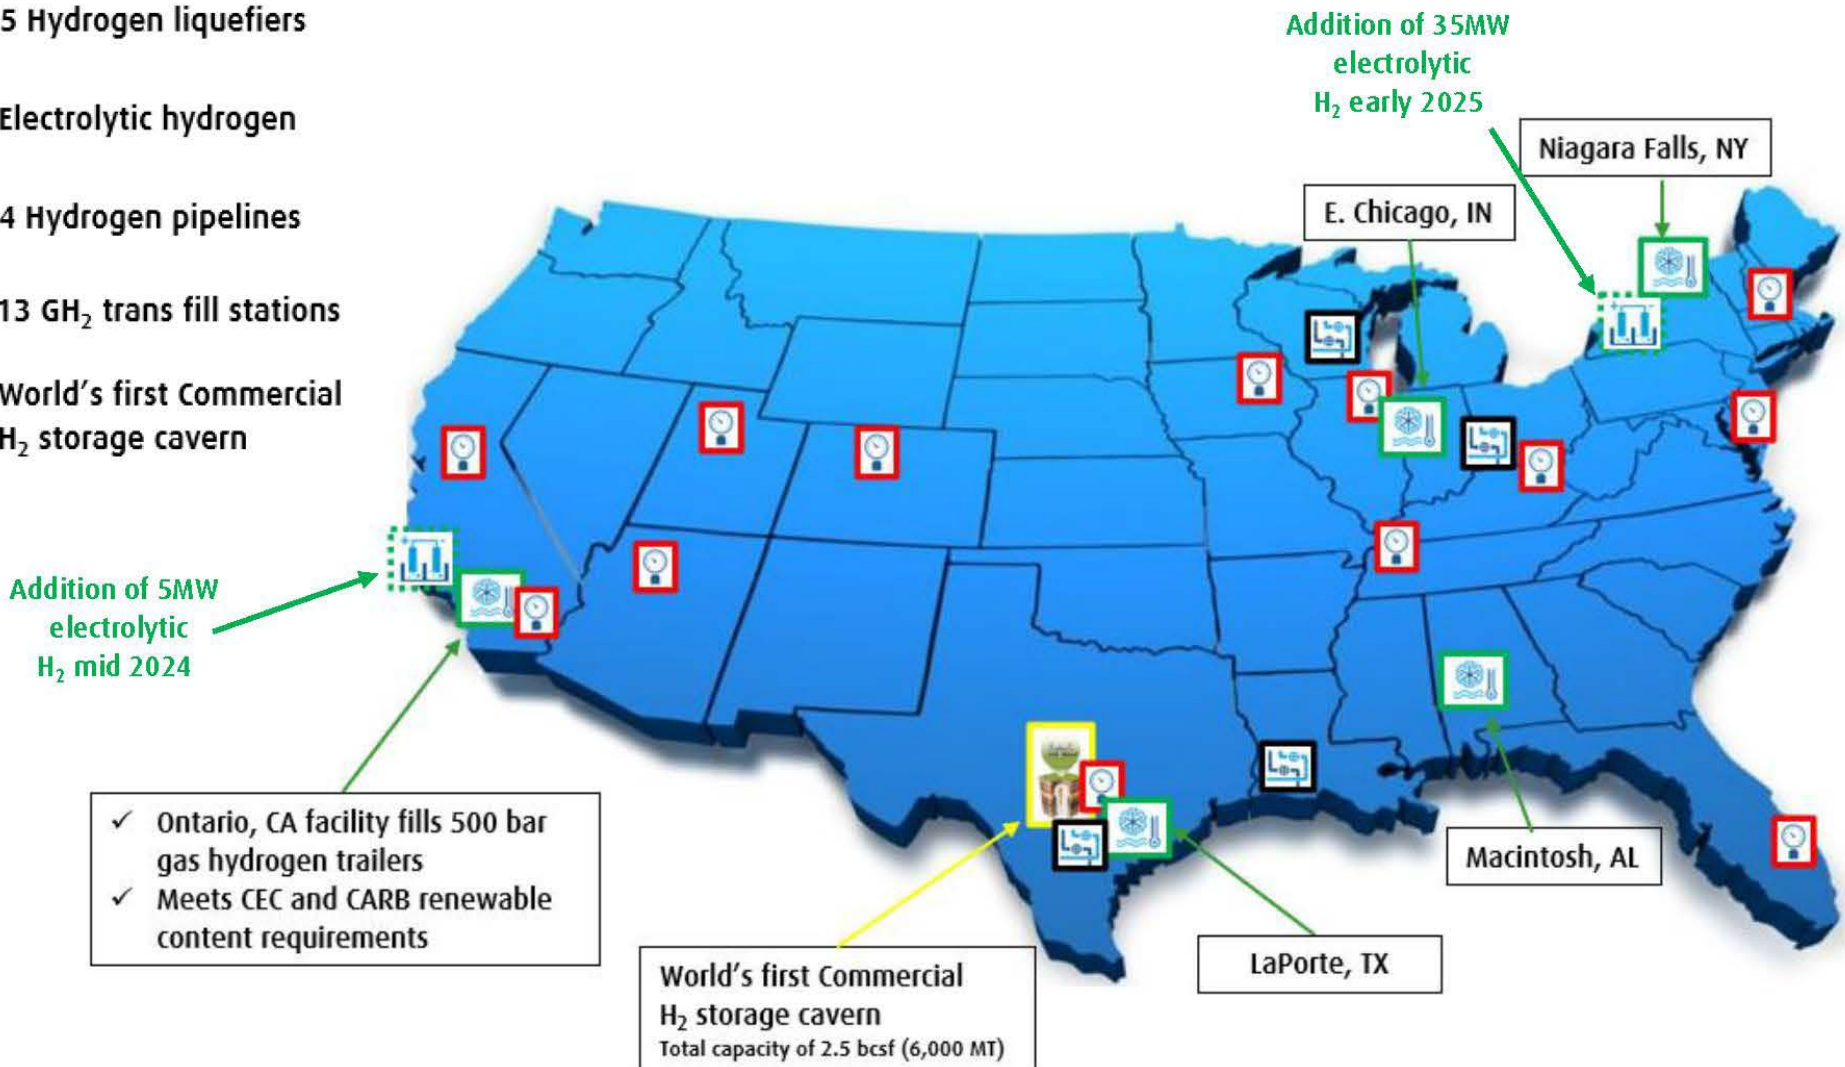 5 Hydrogen liquefiers
Electrolytic hydrogen
4 Hydrogen pipelines
13 GH₂ trans fill stations
World's first Commercial
H₂ storage cavern
Addition of 35MW
electrolytic
H₂ early 2025
Niagara Falls, NY
E. Chicago, IN
Addition of 5MW
electrolytic
H₂ mid 2024
✓ Ontario, CA facility fills 500 bar
gas hydrogen trailers
✓ Meets CEC and CARB renewable
content requirements
World's first Commercial
H₂ storage cavern
Total capacity of 2.5 bcsf (6,000 MT)
LaPorte, TX
Macintosh, AL